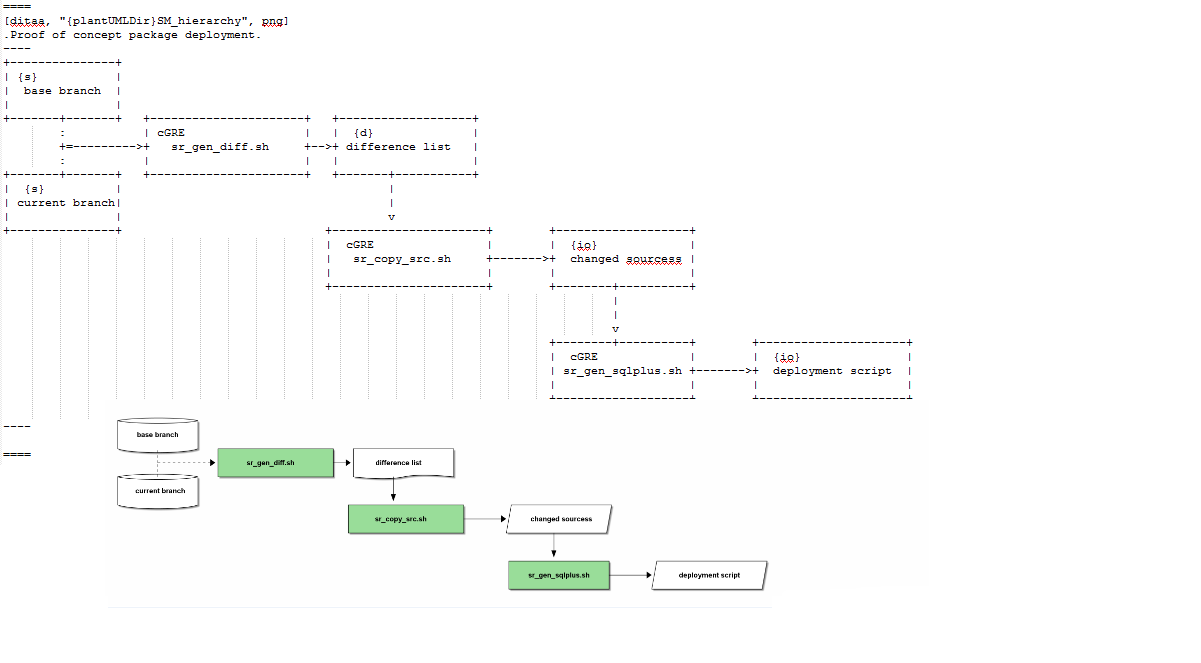 ====
[ditaa, "{plantUMLDir}SM_hierarchy", png]
.Proof of concept package deployment.
----
+---------------+
| {s}           |
|  base branch  |
|               |
+-------+-------+   +----------------------+   +-------------------+
        :           | cGRE                 |   |  {d}              |
        +=--------->+   sr_gen_diff.sh     +-->+ difference list   |
        :           |                      |   |                   |
+-------+-------+   +----------------------+   +-------+-----------+
|  {s}          |                                      |
| current branch|                                      |
|               |                                      v
+---------------+                             +----------------------+        +-------------------+
                                              |  cGRE                |        |  {io}             |
                                              |   sr_copy_src.sh     +------->+  changed sourcess |
                                              |                      |        |                   |
                                              +----------------------+        +--------+----------+
                                                                                       |
                                                                                       |
                                                                                       v
                                                                              +--------+----------+        +---------------------+
                                                                              |  cGRE             |        |  {io}               |
                                                                              | sr_gen_sqlplus.sh +------->+  deployment script  |
                                                                              |                   |        |                     |
                                                                              +-------------------+        +---------------------+
----
====
base branch
sr_gen_diff.sh
difference list
current branch
sr_copy_src.sh
changed sourcess
sr_gen_sqlplus.sh
deployment script